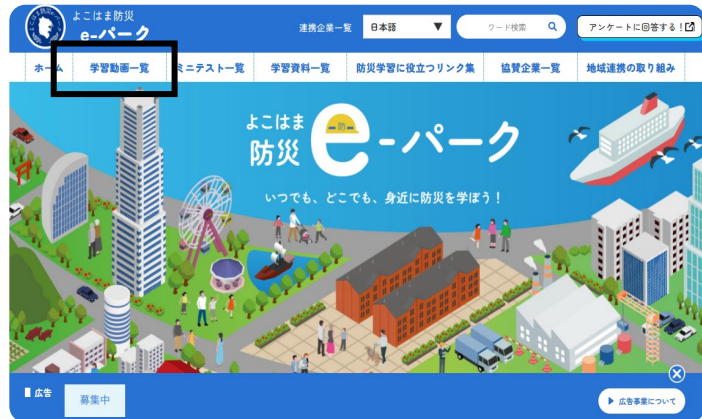 よこはま防災
e-パーク
連携企業一覧
日本語 ▼
ワード検索
アンケートに回答する!
ホーム
学習動画一覧
ミニテスト一覧
学習資料一覧
防災学習に役立つリンク集
協賛企業一覧
地域連携の取り組み
よこはま
防災 e-パーク
防
いつでも、どこでも、身近に防災を学ぼう!
広告
募集中
▶ 広告事業について